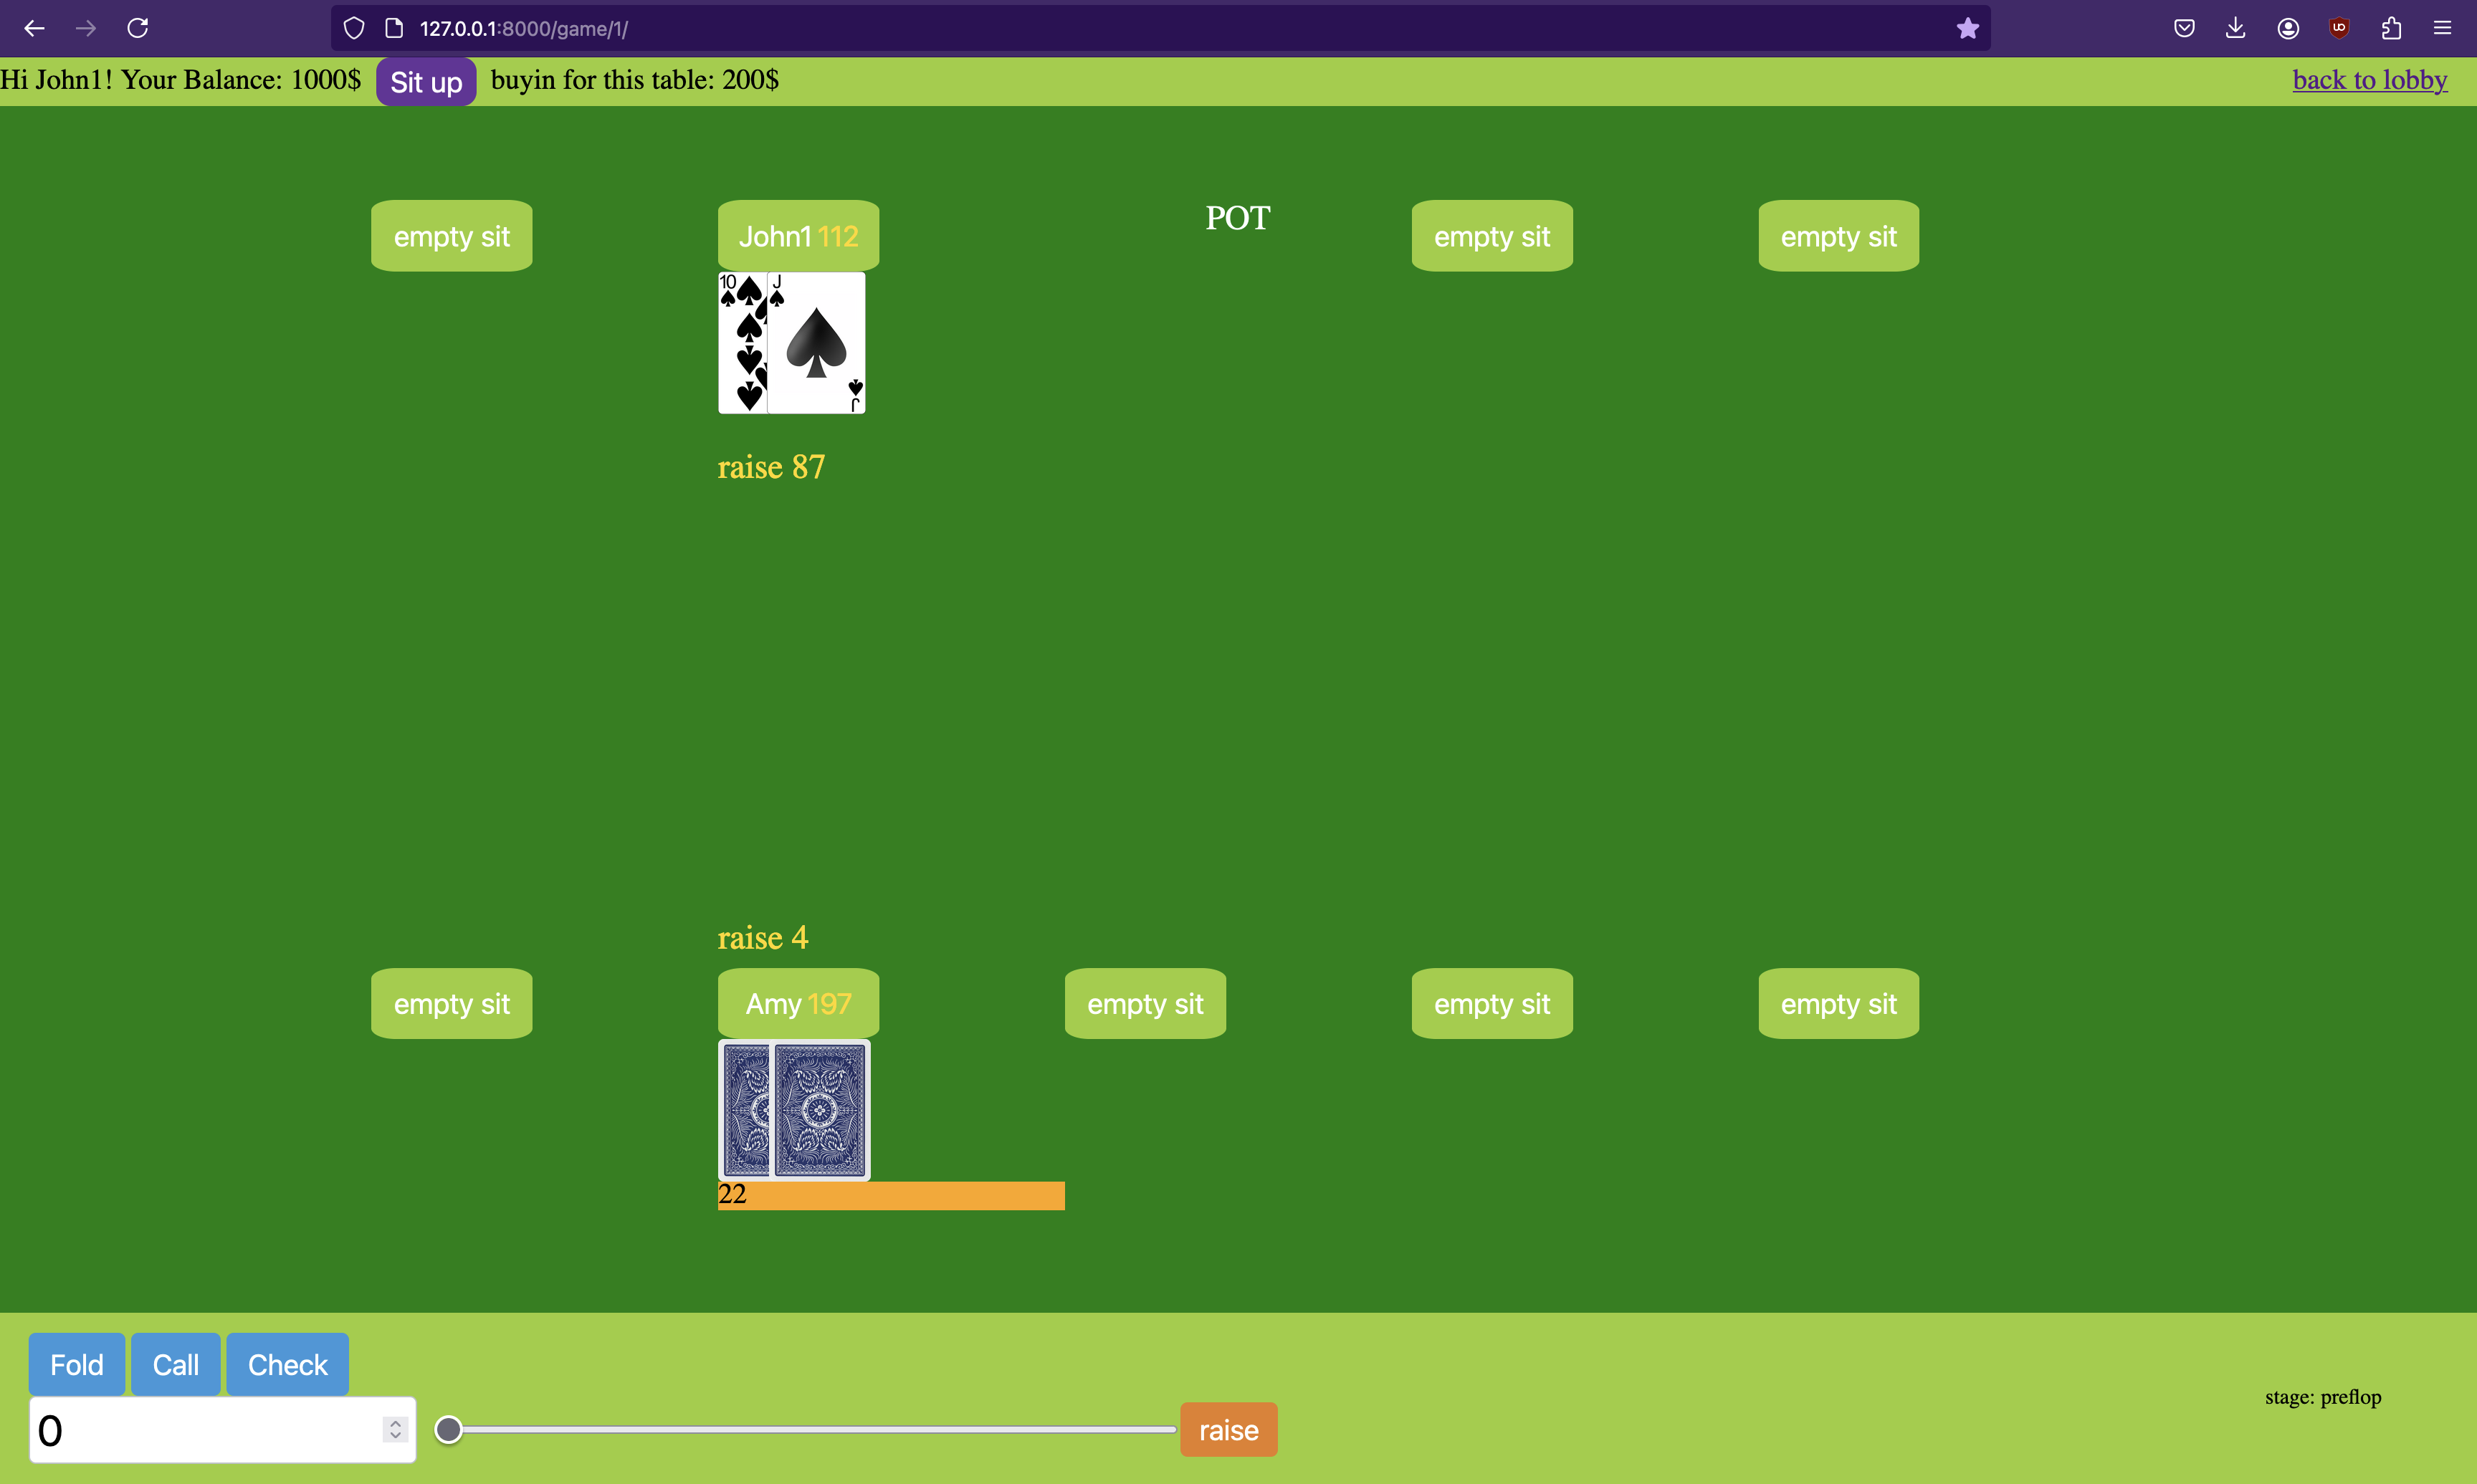 127.0.0.1:8000/game/1/
Hi John1! Your Balance: 1000$ Sit up buyin for this table: 200$ back to lobby
empty sit John1 112 POT empty sit empty sit
10 J
J
raise 87
raise 4
empty sit Amy 197 empty sit empty sit empty sit
22
Fold Call Check
stage: preflop
0 raise